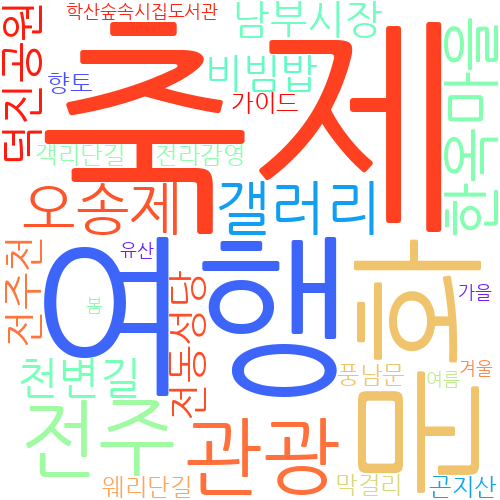 학산숲속시집도서관
남부시장
덕진공원
축제
비빔밥
한옥마을
향토
가이드
객리단길
전라감영
오송제
갤러리
전주천
여행
유산
문화
전동성당
봄
가을
천변길
풍남문
겨울
여름
전주
관광
웨리단길
막걸리
곤지산